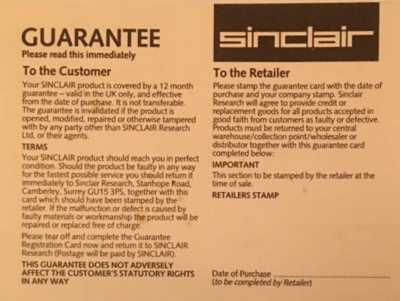 GUARANTEE
Please read this immediately
To the Customer
Your SINCLAIR product is covered by a 12 month
guarantee – valid in the UK only, and effective
from the date of purchase. It is not transferable.
The guarantee is invalidated if the product is
opened, modified, repaired or otherwise tampered
with by any party other than SINCLAIR Research
Ltd, or their agents.
TERMS
Your SINCLAIR product should reach you in perfect
condition. Should the product be faulty in any way
for the fastest possible service you should return it
immediately to Sinclair Research, Stanhope Road,
Camberley, Surrey GU15 3PS, together with this
card which should have been stamped by the
retailer. If the malfunction or defect is caused by
faulty materials or workmanship the product will be
repaired or replaced free of charge.
Please tear off and complete the Guarantee
Registration Card now and return it to SINCLAIR
Research (Postage will be paid by SINCLAIR).
THIS GUARANTEE DOES NOT ADVERSELY
AFFECT THE CUSTOMER'S STATUTORY RIGHTS
IN ANY WAY
sinclair
To the Retailer
Please stamp the guarantee card with the date of
purchase and your company stamp. Sinclair
Research will agree to provide credit or
replacement goods for all products accepted in
good faith from customers as faulty or defective.
Products must be returned to your central
warehouse/collection point/wholesaler or
distributor together with this guarantee card
completed below:
IMPORTANT
This section to be stamped by the retailer at the
time of sale.
RETAILERS STAMP
Date of Purchase
(to be completed by Retailer)